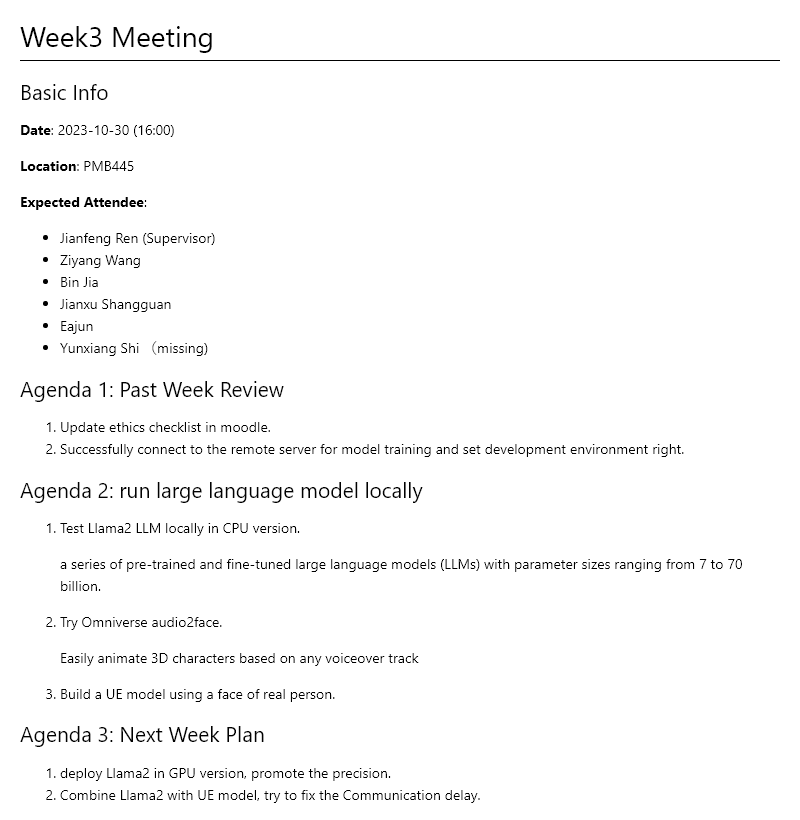 Week3 Meeting
Basic Info
Date: 2023-10-30 (16:00)
Location: PMB445
Expected Attendee:
Jianfeng Ren (Supervisor)
Ziyang Wang
Bin Jia
Jianxu Shangguan
Eajun
Yunxiang Shi （missing)
Agenda 1: Past Week Review
1. Update ethics checklist in moodle.
2. Successfully connect to the remote server for model training and set development environment right.
Agenda 2: run large language model locally
1. Test Llama2 LLM locally in CPU version.
a series of pre-trained and fine-tuned large language models (LLMs) with parameter sizes ranging from 7 to 70
billion.
2. Try Omniverse audio2face.
Easily animate 3D characters based on any voiceover track
3. Build a UE model using a face of real person.
Agenda 3: Next Week Plan
1. deploy Llama2 in GPU version, promote the precision.
2. Combine Llama2 with UE model, try to fix the Communication delay.